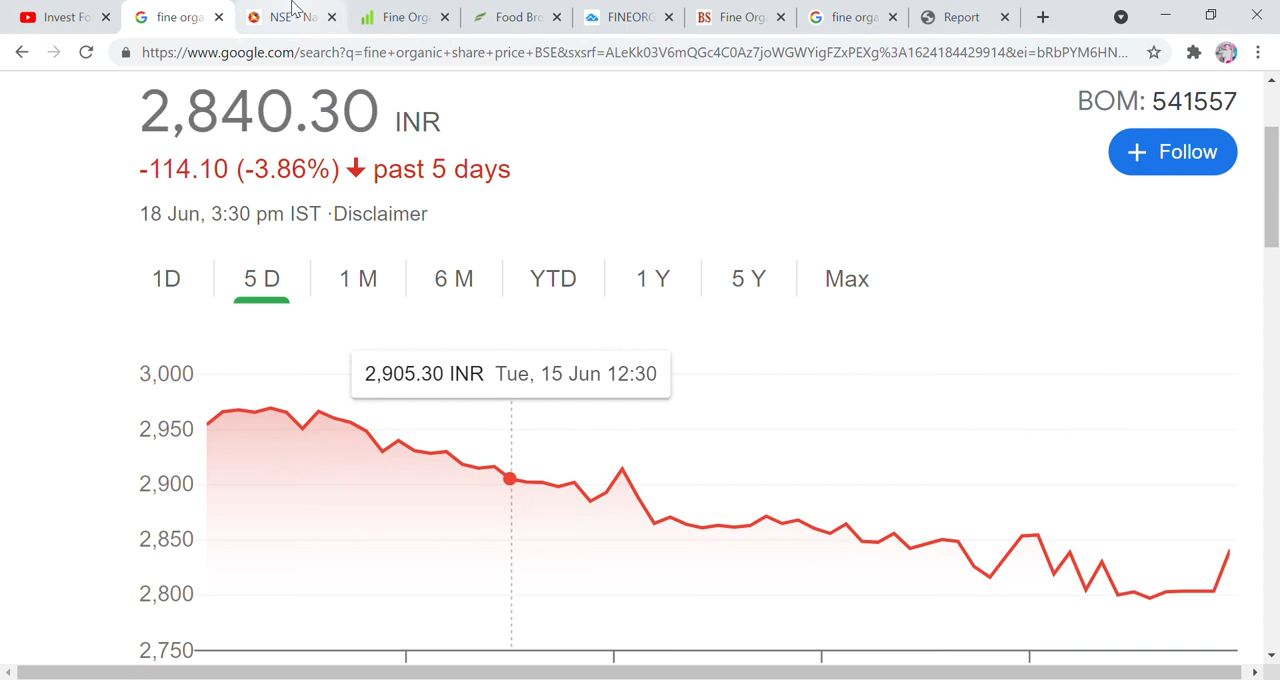 Invest Fo
fine orga
NSE - Na
Fine Org
Food Bro
FINEORG
BS Fine Org
fine orga
Report
https://www.google.com/search?q=fine+organic+share+price+BSE&sxsrf=ALeKk03V6mQGc4C0Az7joWGWYigFZxPEXg%3A1624184429914&ei=bRbPYM6HN...
2,840.30 INR
BOM: 541557
-114.10 (-3.86%) past 5 days
+ Follow
18 Jun, 3:30 pm IST ·Disclaimer
1D 5 D 1 M 6 M YTD 1 Y 5 Y Max
2,905.30 INR Tue, 15 Jun 12:30
3,000
2,950
2,900
2,850
2,800
2,750